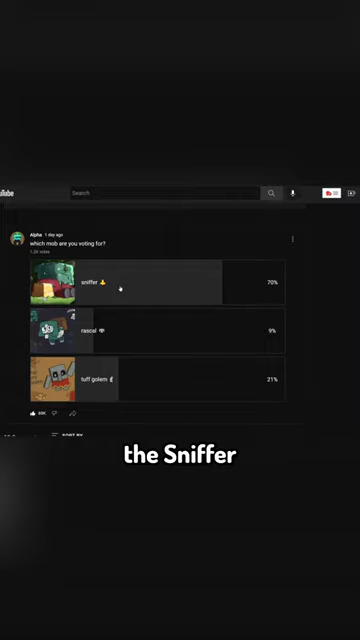 uTube
Search
Alpha 1 day ago
which mob are you voting for?
sniffer
70%
rascal
9%
tuff golem
21%
the Sniffer